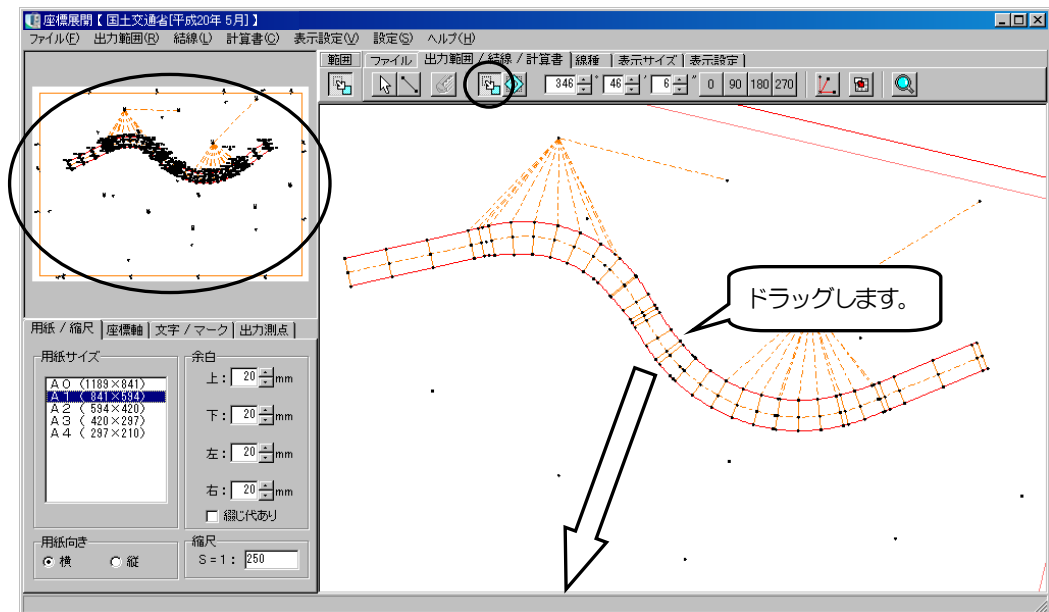 座標展開【 国土交通省[平成20年 5月] 】
ファイル(F) 出力範囲(R) 結線(L) 計算書(C) 表示設定(V) 設定(S) ヘルプ(H)
範囲 ファイル 出力範囲 / 結線 / 計算書 線種 表示サイズ 表示設定
346 ° 46 ′ 6 ″ 0 90 180 270
ドラッグします。
用紙 / 縮尺 座標軸 文字 / マーク 出力測点
用紙サイズ
A0 (1189×841)
A1 ( 841×594)
A2 ( 594×420)
A3 ( 420×297)
A4 ( 297×210)
余白
上: 20 mm
下: 20 mm
左: 20 mm
右: 20 mm
綴じ代あり
用紙向き
横 縦
縮尺
S=1: 250